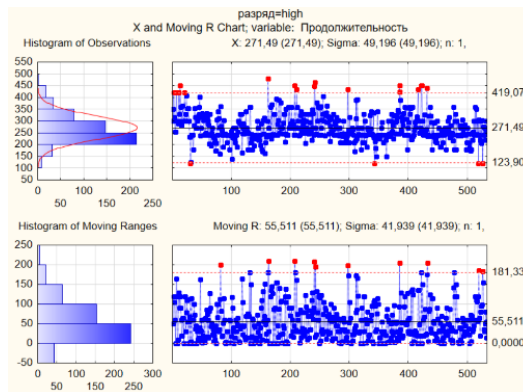 разряд=high
X and Moving R Chart; variable: Продолжительность
Histogram of Observations
X: 271,49 (271,49); Sigma: 49,196 (49,196); n: 1,
550
500
450
400
350
300
250
200
150
100
50
0 50 100 150 200 250
419,07
271,49
123,90
100 200 300 400 500
Histogram of Moving Ranges
Moving R: 55,511 (55,511); Sigma: 41,939 (41,939); n: 1,
250
200
150
100
50
0
-50
0 50 100 150 200 250 300
181,33
55,511
0,0000
100 200 300 400 500